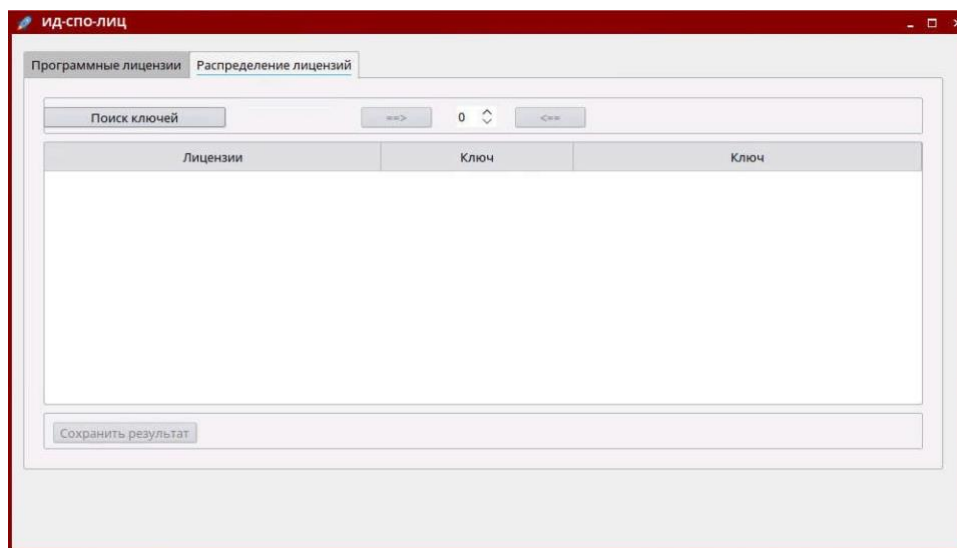 ИД-СПО-ЛИЦ
Программные лицензии Распределение лицензий
Поиск ключей ==> 0 <==
Лицензии Ключ Ключ
Сохранить результат